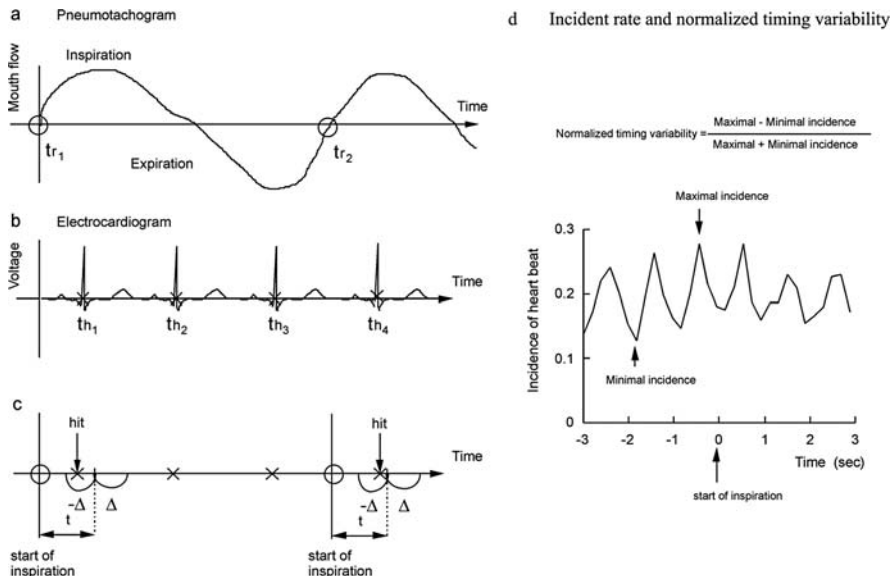 a
Pneumotachogram
Mouth flow
Inspiration
Time
tr1
Expiration
tr2
b
Electrocardiogram
Voltage
Time
th1
th2
th3
th4
c
hit
hit
Time
-Δ Δ
t
start of
inspiration
-Δ Δ
t
start of
inspiration
d Incident rate and normalized timing variability
Normalized timing variability = Maximal - Minimal incidence
Maximal + Minimal incidence
Maximal incidence
Incidence of heart beat
0.3
0.2
0.1
0
Minimal incidence
-3 -2 -1 0 1 2 3
Time (sec)
start of inspiration